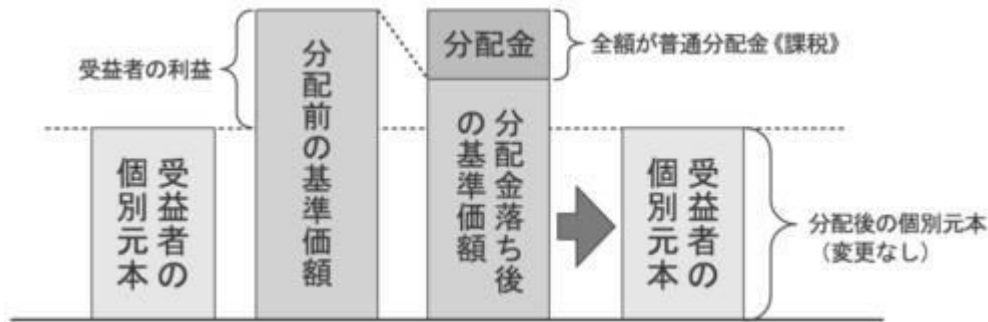 受益者の利益
受益者の
個別元本
分配前の基準価額
分配金
全額が普通分配金《課税》
分配金落ち後
の基準価額
受益者の
個別元本
分配後の個別元本
(変更なし)